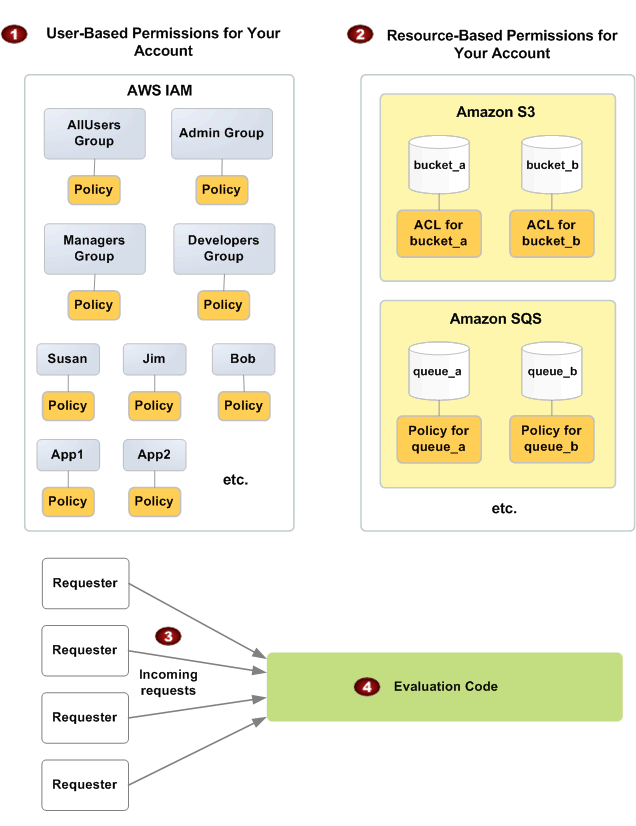 1 User-Based Permissions for Your
Account
AWS IAM
AllUsers
Group
Admin Group
Policy
Policy
Managers
Group
Developers
Group
Policy
Policy
Susan
Jim
Bob
Policy
Policy
Policy
App1
App2
Policy
Policy
etc.
2 Resource-Based Permissions for
Your Account
Amazon S3
bucket_a
bucket_b
ACL for
bucket_a
ACL for
bucket_b
Amazon SQS
queue_a
queue_b
Policy for
queue_a
Policy for
queue_b
etc.
Requester
Requester
Requester
Requester
3
Incoming
requests
4 Evaluation Code